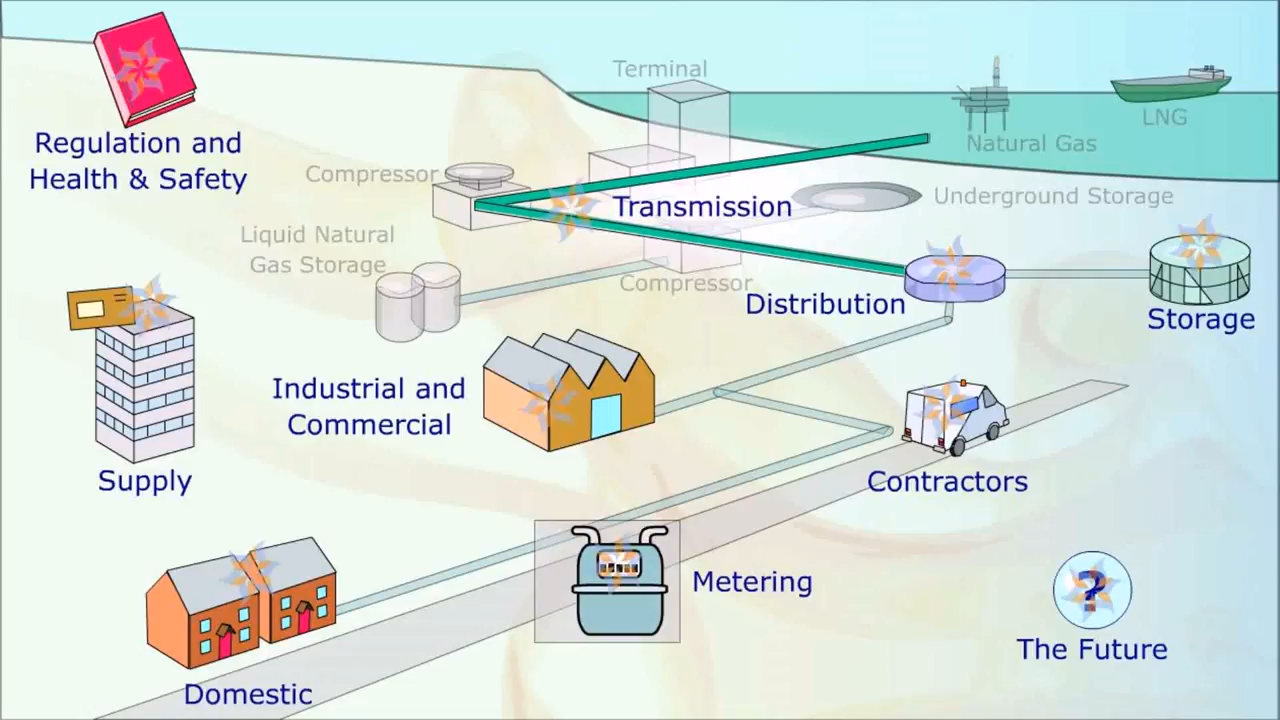 Terminal
LNG
Natural Gas
Regulation and
Health & Safety
Compressor
Underground Storage
Transmission
Liquid Natural
Gas Storage
Compressor
Distribution
Storage
Industrial and
Commercial
Supply
Contractors
Metering
?
The Future
Domestic